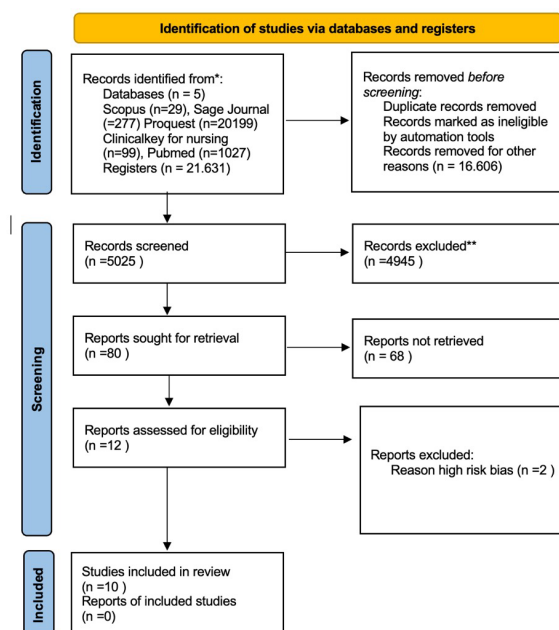 Identification of studies via databases and registers
Identification
Records identified from*:
Databases (n = 5)
Scopus (n=29), Sage Journal
(=277) Proquest (n=20199)
Clinicalkey for nursing
(n=99), Pubmed (n=1027)
Registers (n = 21.631)
Records removed before
screening:
Duplicate records removed
Records marked as ineligible
by automation tools
Records removed for other
reasons (n = 16.606)
Screening
Records screened
(n =5025 )
Records excluded**
(n =4945)
Reports sought for retrieval
(n =80)
Reports not retrieved
(n = 68)
Reports assessed for eligibility
(n =12 )
Reports excluded:
Reason high risk bias (n =2 )
Included
Studies included in review
(n =10 )
Reports of included studies
(n =0)